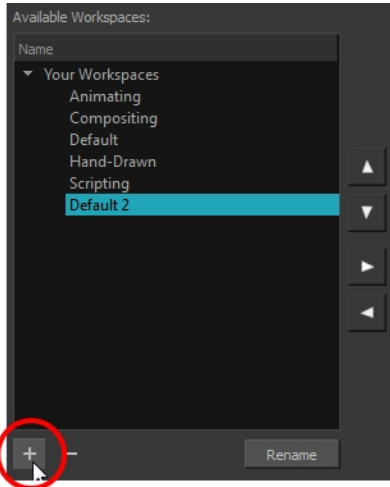 Available Workspaces:
Name
Your Workspaces
Animating
Compositing
Default
Hand-Drawn
Scripting
Default 2
Rename